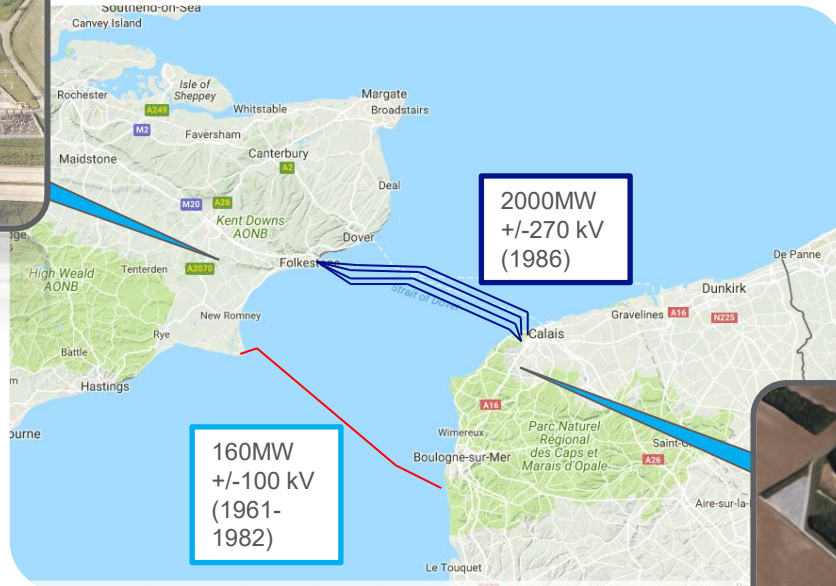 Southend-on-Sea
Canvey Island
Isle of
Sheppey
Rochester
A249
Whitstable
Margate
Broadstairs
M2
Faversham
Maidstone
Canterbury
A2
Deal
M20
A28
Kent Downs
AONB
Dover
High Weald
AONB
Tenterden
A2070
Folkestone
New Romney
Rye
Battle
Hastings
2000MW
+/-270 kV
(1986)
Strait of Dover
De Panne
Dunkirk
Gravelines
A16
N225
Calais
A16
Wimereux
Parc Naturel
Régional
des Caps et
Marais d'Opale
Boulogne-sur-Mer
A26
160MW
+/-100 kV
(1961-
1982)
Le Touquet